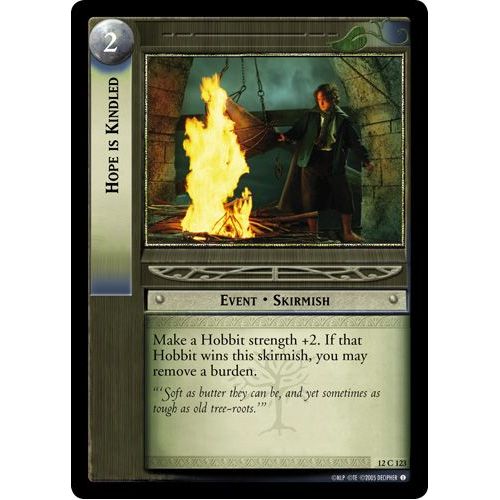 2
HOPE IS KINDLED
EVENT • SKIRMISH
Make a Hobbit strength +2. If that
Hobbit wins this skirmish, you may
remove a burden.
"'Soft as butter they can be, and yet sometimes as
tough as old tree-roots.'"
12 C 123
©NLP ©TE ©2005 DECIPHER